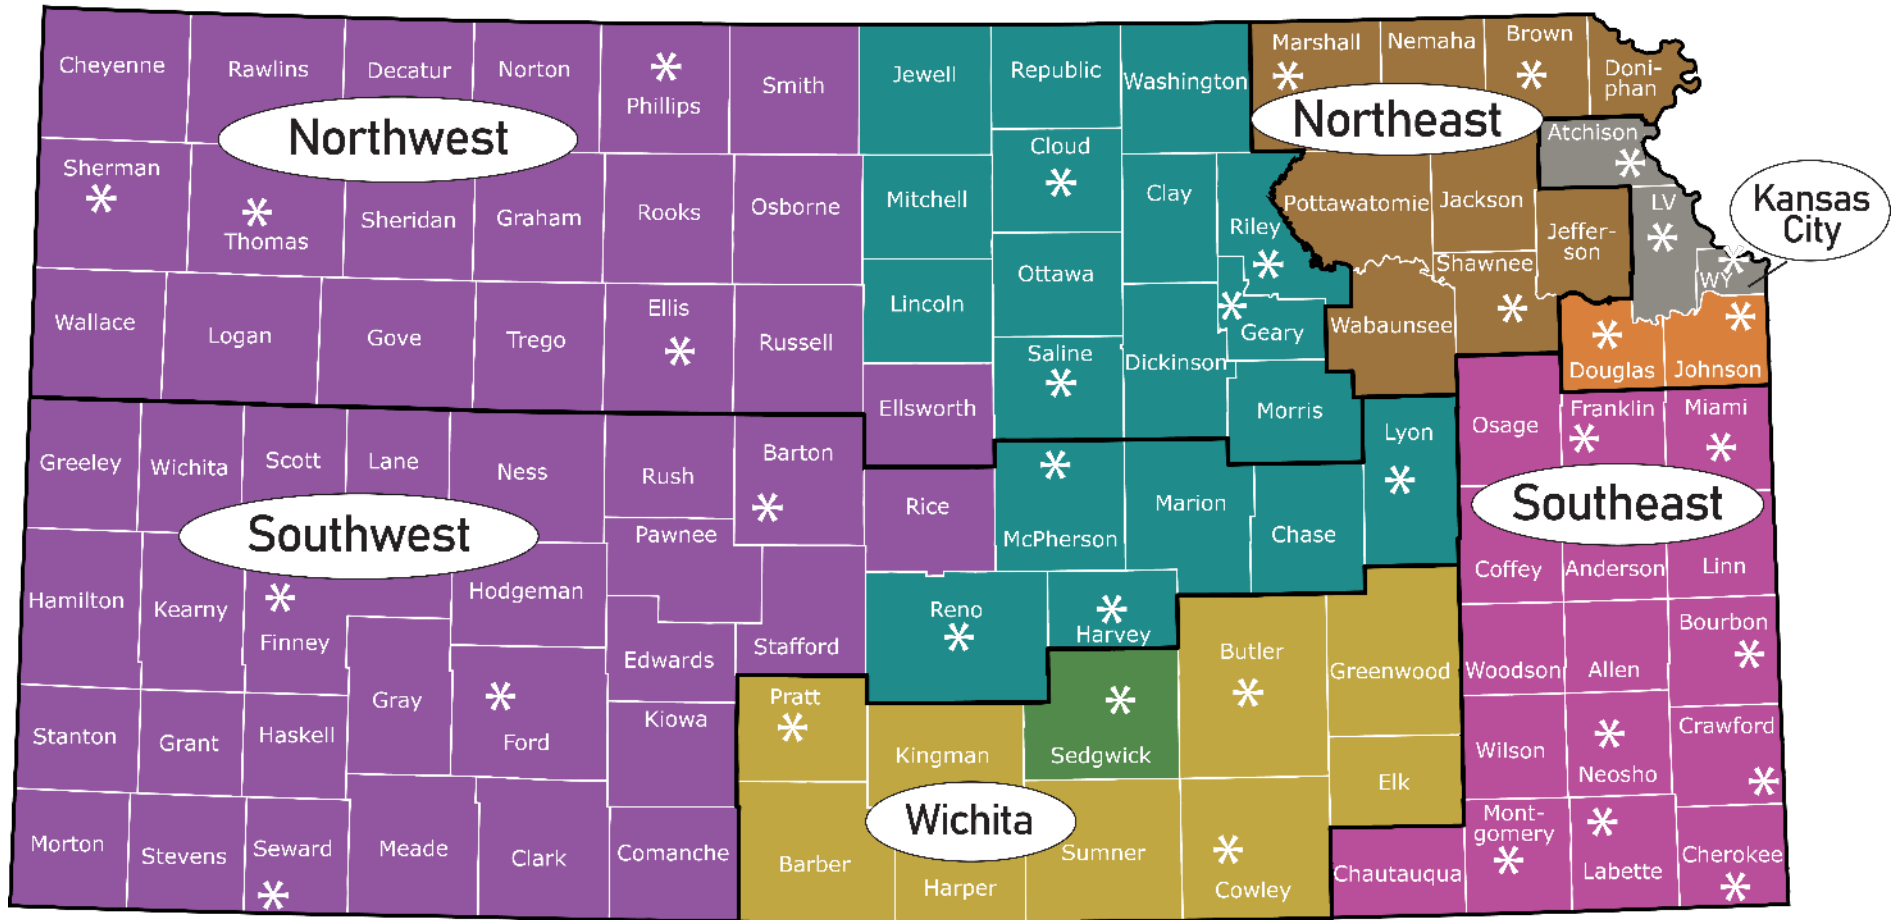 Cheyenne
Rawlins
Decatur
Norton
*
Phillips
Smith
Jewell
Republic
Washington
Marshall
*
Nemaha
Brown
*
Doni-
phan
Northwest
Northeast
Sherman
*
*
Thomas
Sheridan
Graham
Rooks
Osborne
Mitchell
Cloud
*
Clay
Riley
*
Pottawatomie
Jackson
Jeffer-
son
Atchison
*
LV
*
Kansas
City
*
WY
Wallace
Logan
Gove
Trego
Ellis
*
Russell
Lincoln
Ottawa
Saline
*
Dickinson
*
Geary
Wabaunsee
Shawnee
*
*
Douglas
*
Johnson
Ellsworth
Morris
Lyon
*
Osage
Franklin
*
Miami
*
Greeley
Wichita
Scott
Lane
Ness
Rush
Barton
*
Rice
*
McPherson
Marion
Chase
Southwest
Southeast
Hamilton
Kearny
*
Finney
Hodgeman
Pawnee
Edwards
Stafford
Reno
*
*
Harvey
Butler
*
Greenwood
Coffey
Anderson
Linn
Woodson
Allen
Bourbon
*
Stanton
Grant
Haskell
Gray
*
Ford
Kiowa
Pratt
*
Kingman
*
Sedgwick
Elk
Wilson
*
Neosho
Crawford
*
Morton
Stevens
Seward
*
Meade
Clark
Comanche
Wichita
Barber
Harper
Sumner
*
Cowley
Chautauqua
Mont-
gomery
*
*
Labette
Cherokee
*